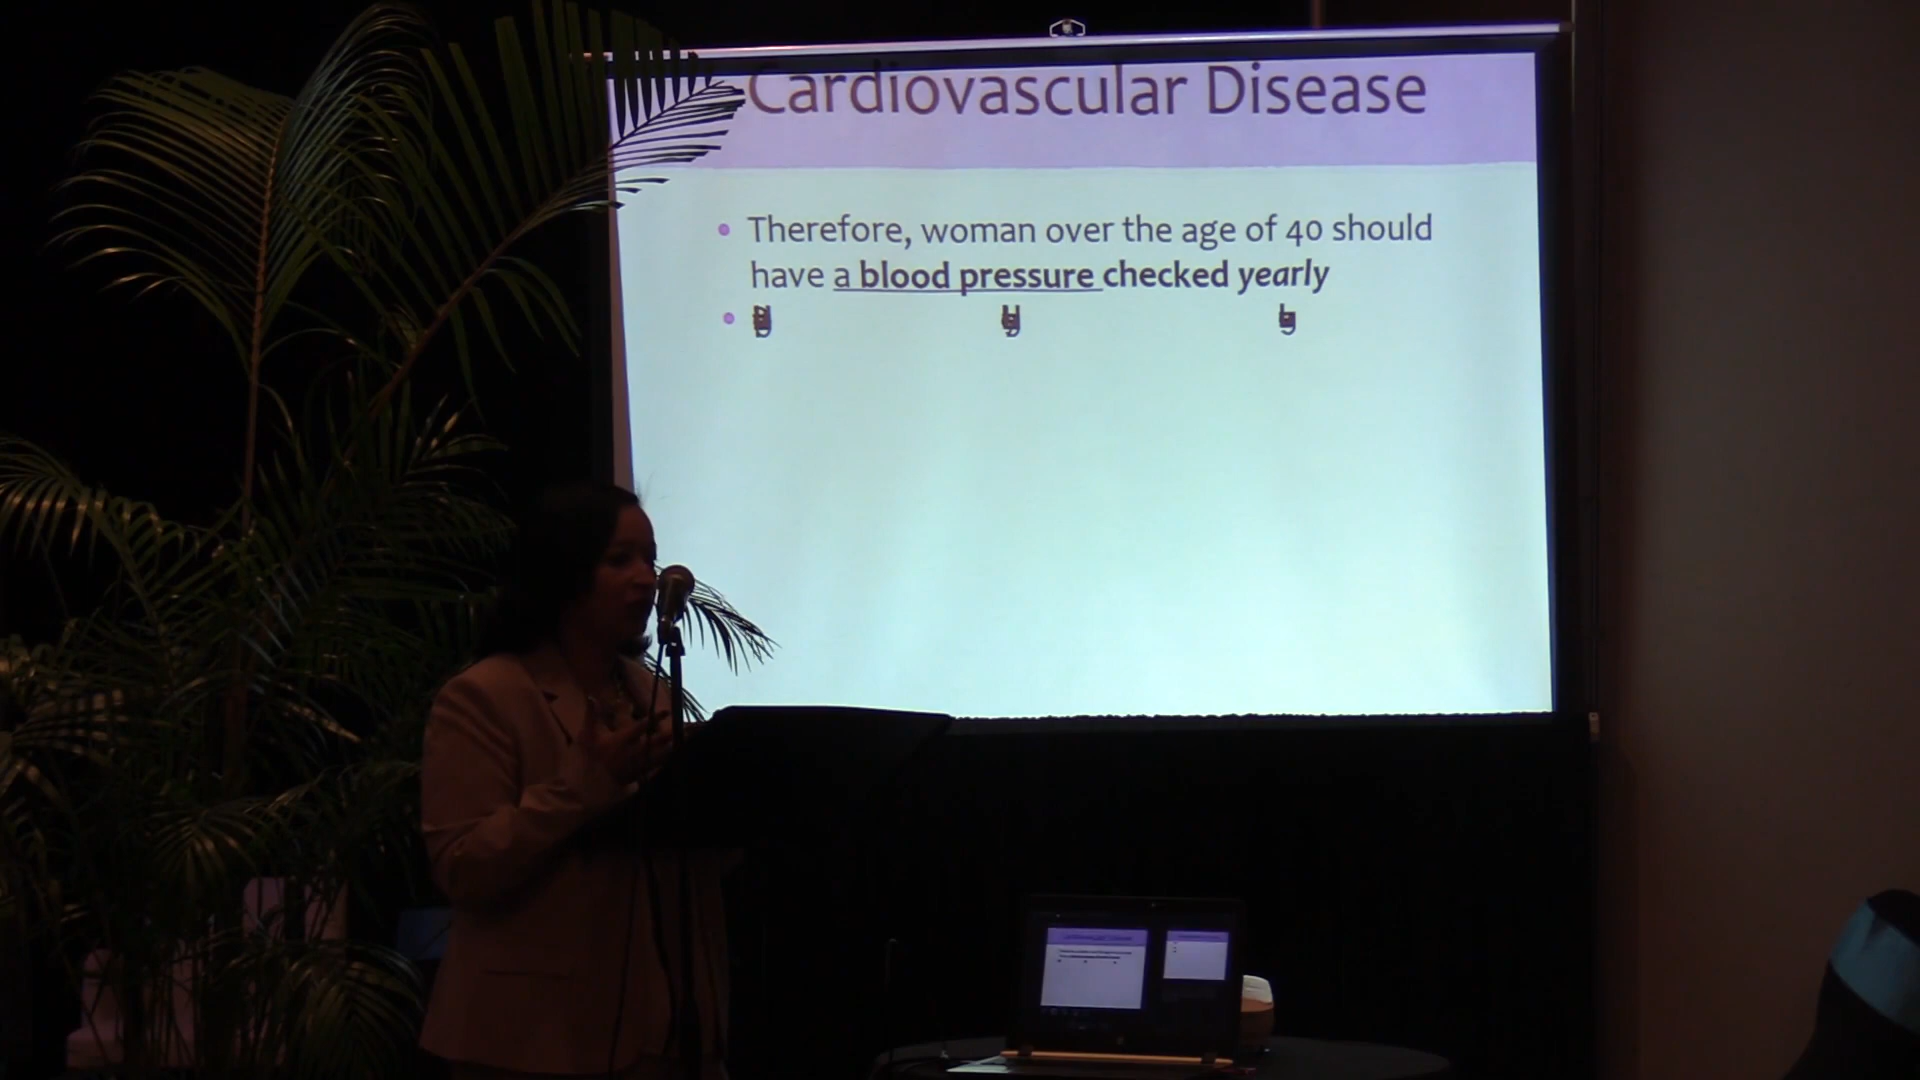 Cardiovascular Disease
Therefore, woman over the age of 40 should
have a blood pressure checked yearly